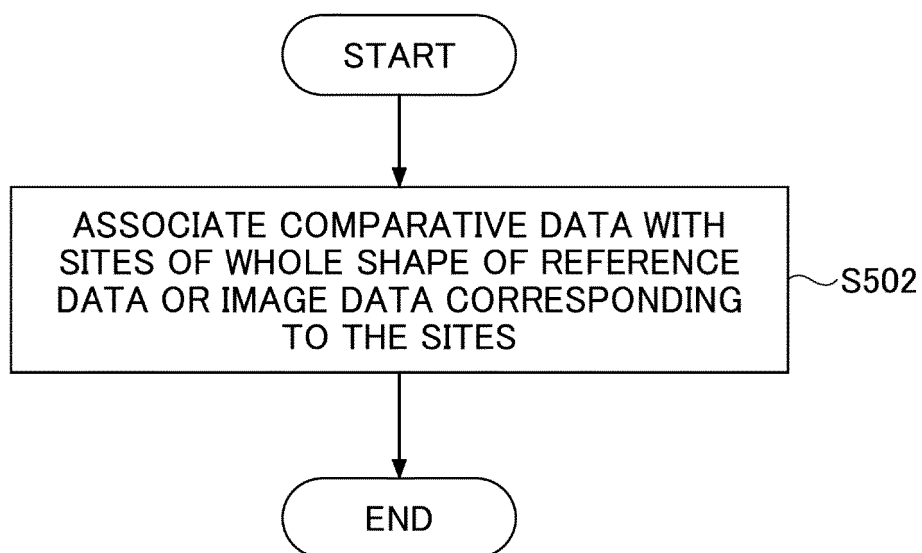 START
ASSOCIATE COMPARATIVE DATA WITH
SITES OF WHOLE SHAPE OF REFERENCE
DATA OR IMAGE DATA CORRESPONDING
TO THE SITES
S502
END